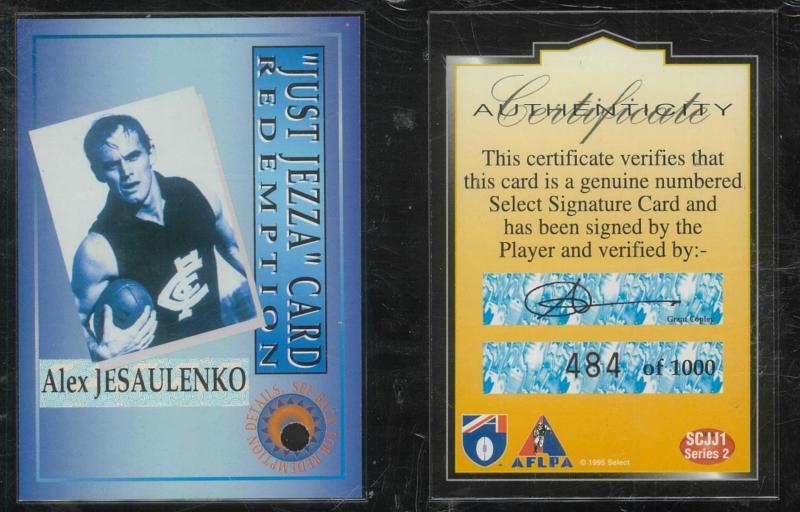 "JUST JEZZA" CARD
REDEMPTION
Alex JESAULENKO
SEE BACK FOR REDEMPTION DETAILS.
Certificate
AUTHENTICITY
This certificate verifies that
this card is a genuine numbered
Select Signature Card and
has been signed by the
Player and verified by:-
Grant Copley
484 of 1000
AFLPA
© 1995 Select
SCJJ1
Series 2